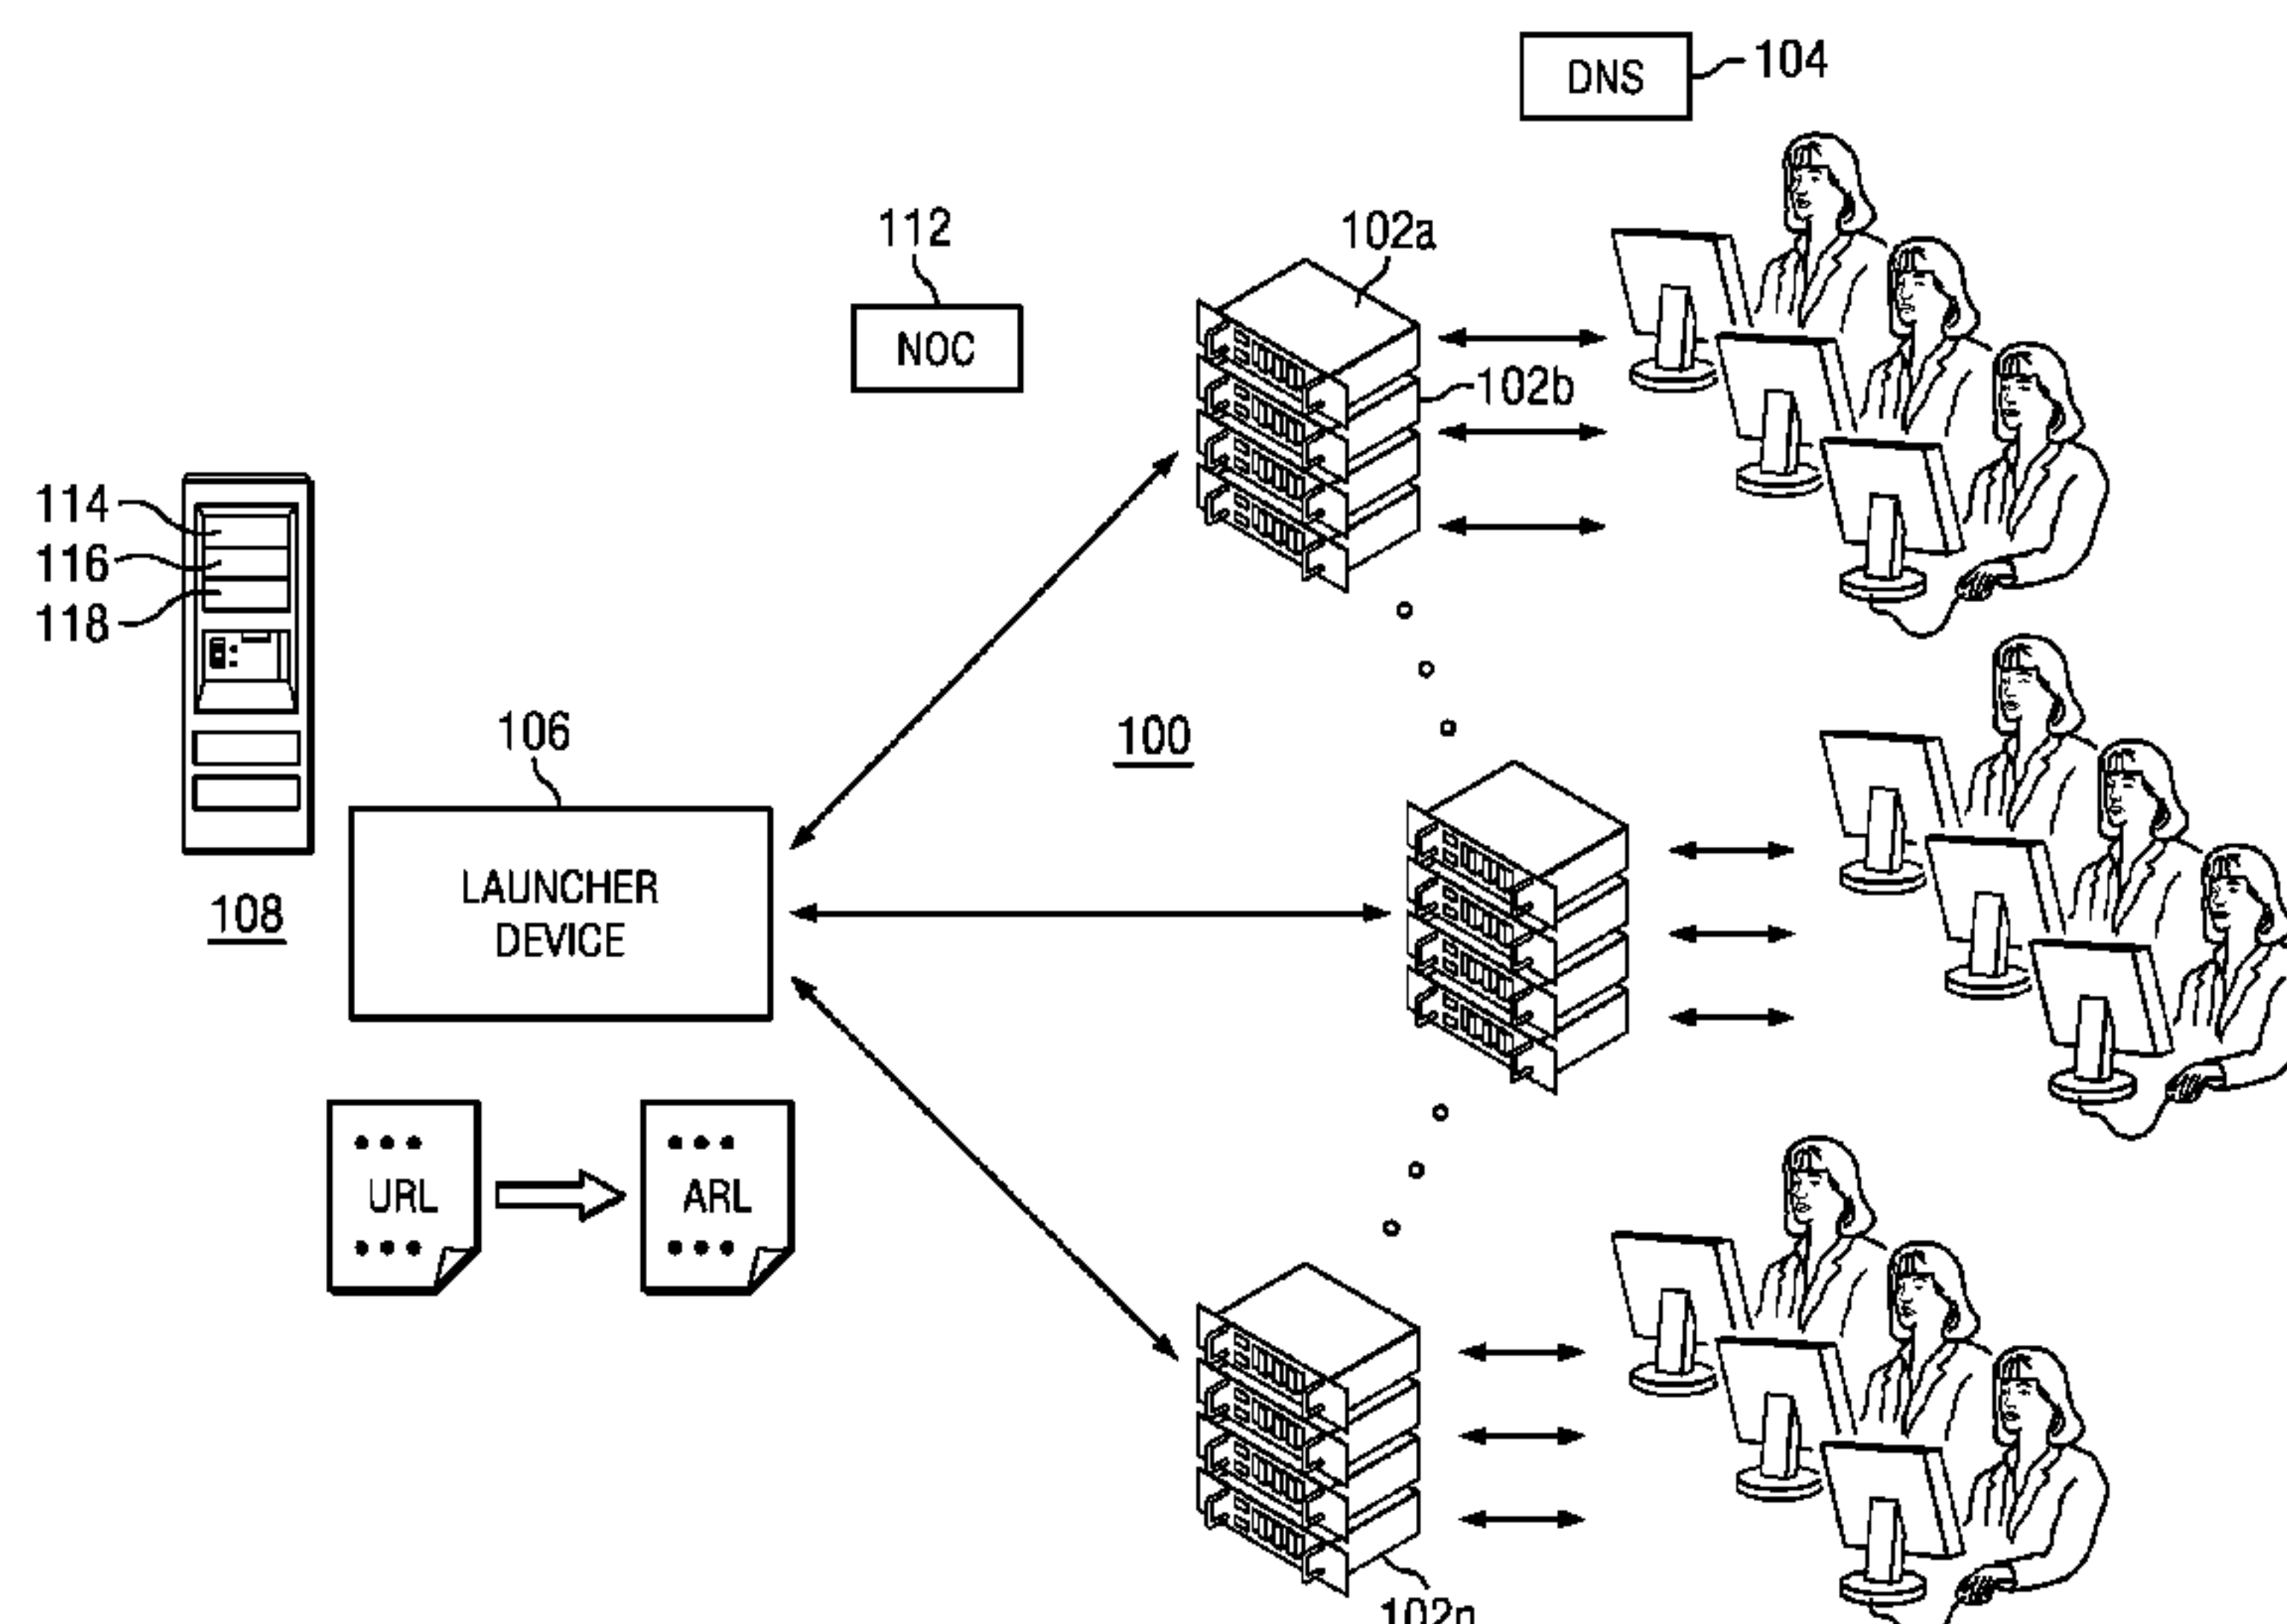 DNS
104
112
NOC
102a
102b
114
116
118
106
100
LAUNCHER
DEVICE
108
URL
ARL
102n